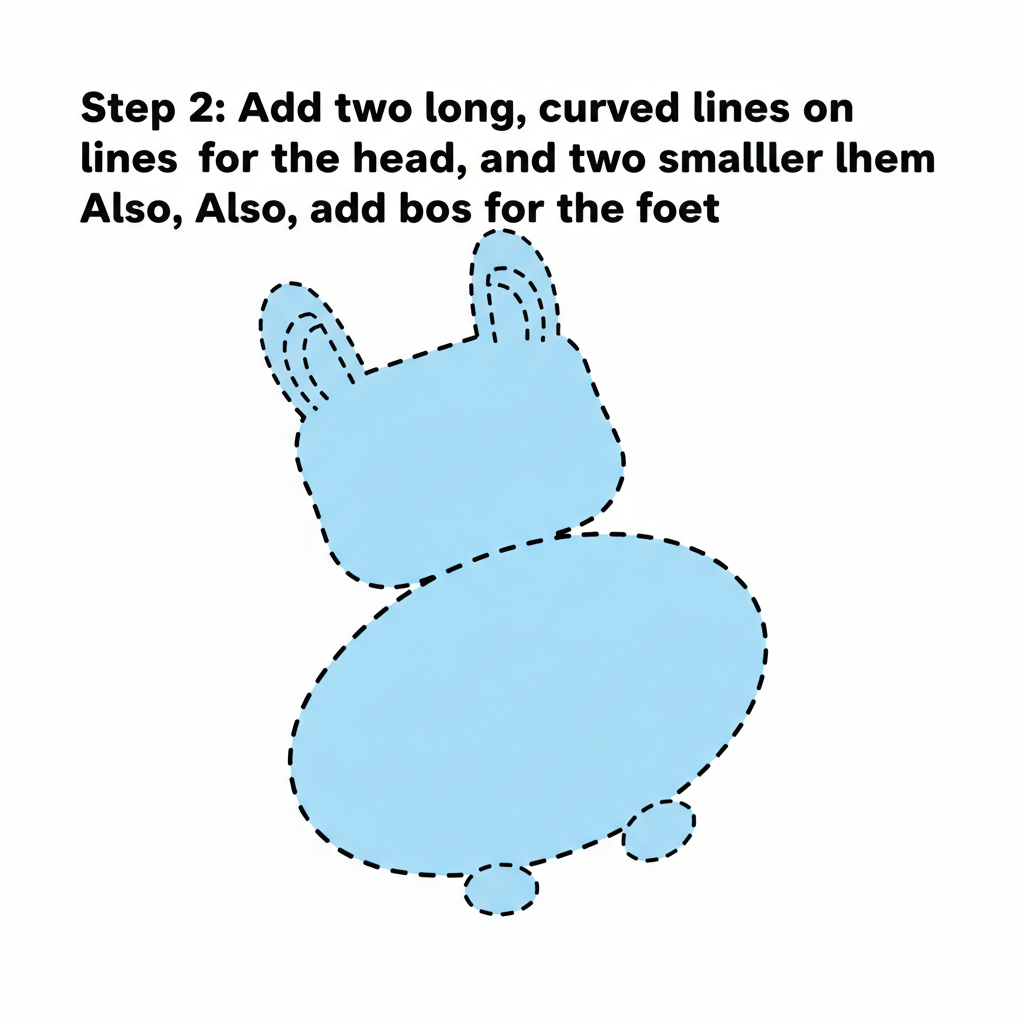 Step 2: Add two long, curved lines on
lines for the head, and two smalller lhem
Also, Also, add bos for the foet